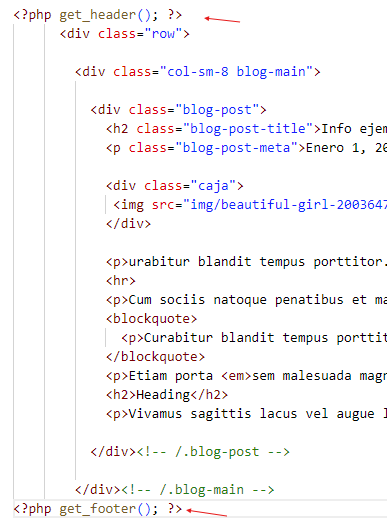 <?php get_header(); ?>
<div class="row">
<div class="col-sm-8 blog-main">
<div class="blog-post">
<h2 class="blog-post-title">Info ejem
<p class="blog-post-meta">Enero 1, 20
<div class="caja">
<img src="img/beautiful-girl-2003647
</div>
<p>urabitur blandit tempus porttitor.
<hr>
<p>Cum sociis natoque penatibus et ma
<blockquote>
<p>Curabitur blandit tempus porttit
</blockquote>
<p>Etiam porta <em>sem malesuada magn
<h2>Heading</h2>
<p>Vivamus sagittis lacus vel augue l
</div><!-- /.blog-post -->
</div><!-- /.blog-main -->
<?php get_footer(); ?>